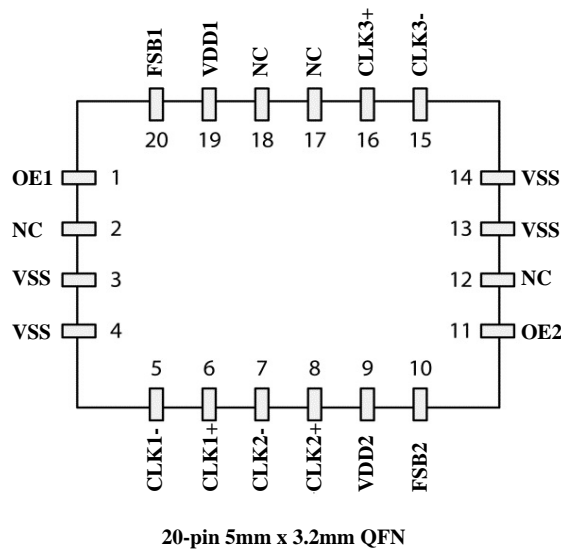 FSB1 VDD1 NC NC CLK3+ CLK3-
20 19 18 17 16 15
OE1 1 14 VSS
NC 2 13 VSS
VSS 3 12 NC
VSS 4 11 OE2
5 6 7 8 9 10
CLK1- CLK1+ CLK2- CLK2+ VDD2 FSB2
20-pin 5mm x 3.2mm QFN